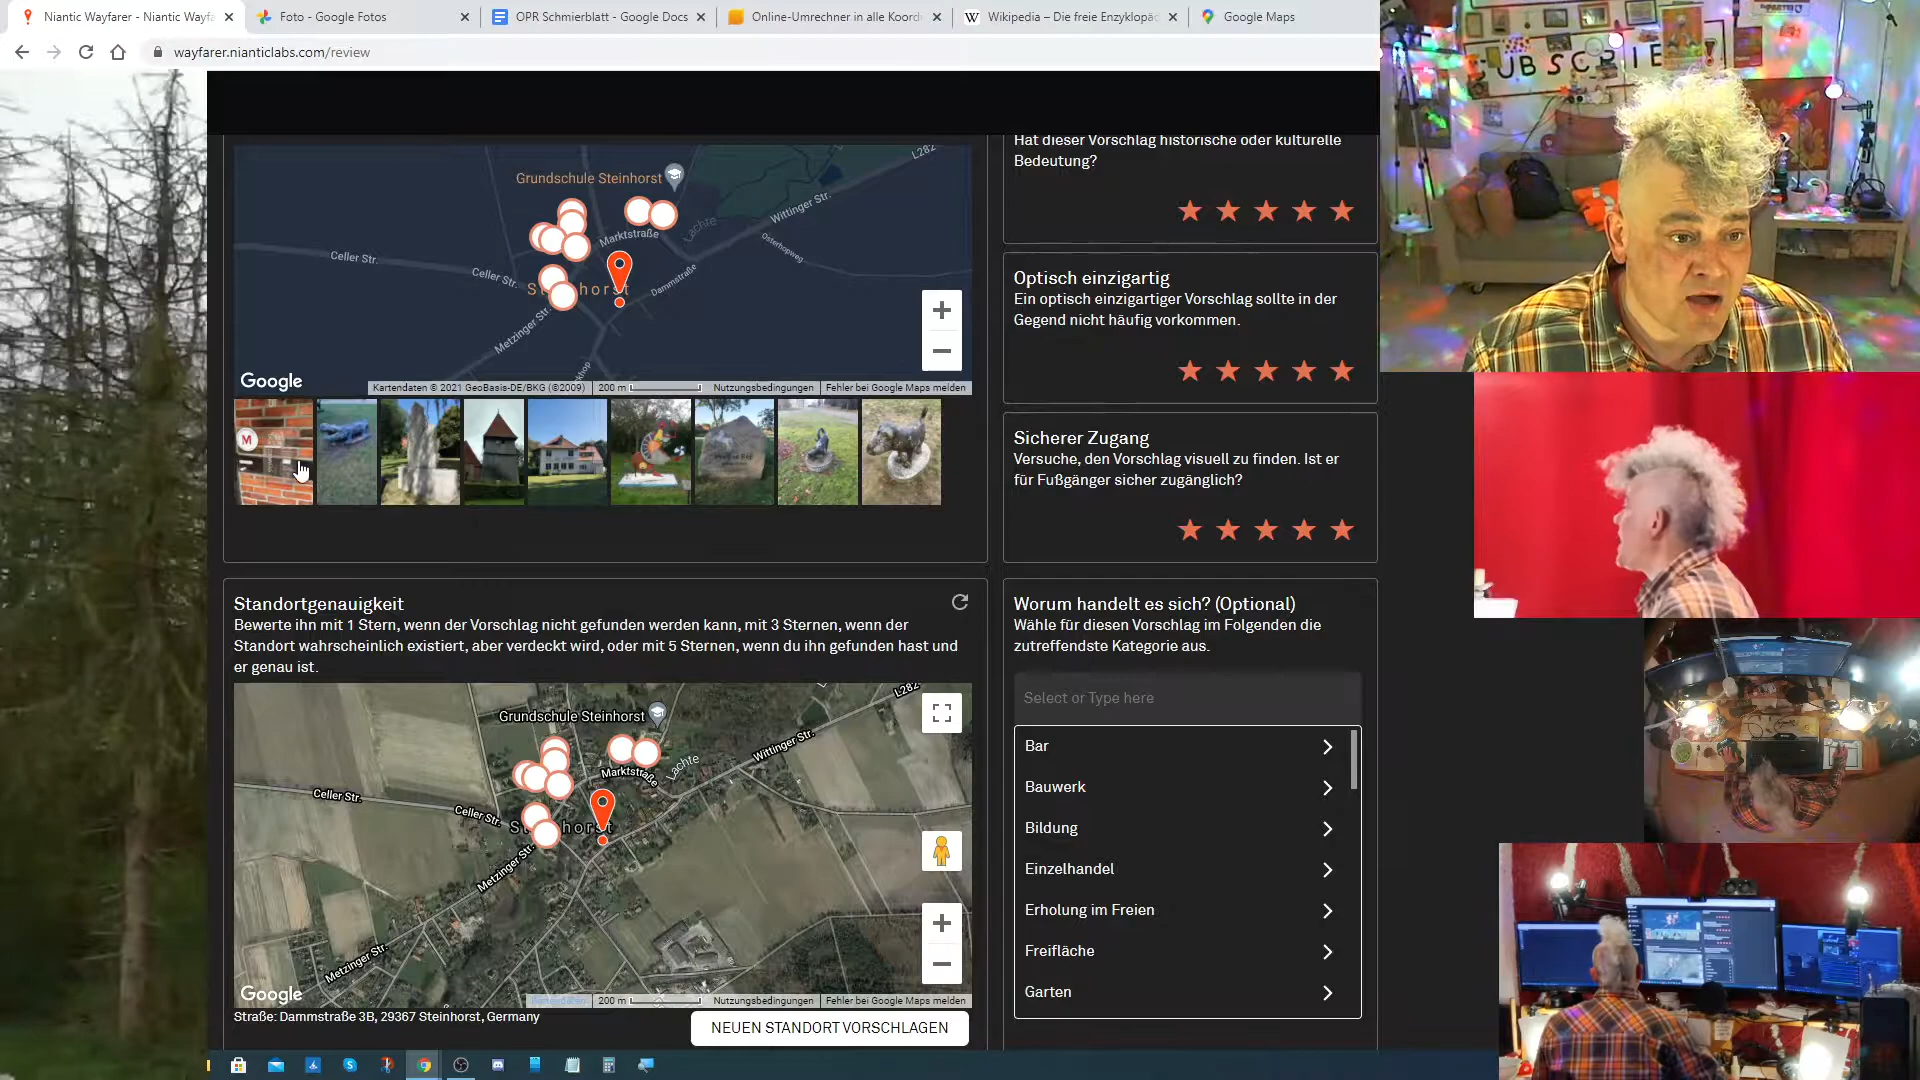 Niantic Wayfarer - Niantic Wayfa
Foto - Google Fotos
OPR Schmierblatt - Google Docs
Online-Umrechner in alle Koord
Wikipedia – Die freie Enzyklopäd
Google Maps
wayfarer.nianticlabs.com/review
UBSCRIE
Hat dieser Vorschlag historische oder kulturelle
Bedeutung?
Optisch einzigartig
Ein optisch einzigartiger Vorschlag sollte in der
Gegend nicht häufig vorkommen.
Sicherer Zugang
Versuche, den Vorschlag visuell zu finden. Ist er
für Fußgänger sicher zugänglich?
Grundschule Steinhorst
L282
Wittinger Str.
Osterhopweg
Lachte
Marktstraße
Celler Str.
Celler Str.
Dammstraße
Metzinger Str.
Google
Kartendaten © 2021 GeoBasis-DE/BKG (©2009)
200 m
Nutzungsbedingungen
Fehler bei Google Maps melden
M
Standortgenauigkeit
Bewerte ihn mit 1 Stern, wenn der Vorschlag nicht gefunden werden kann, mit 3 Sternen, wenn der
Standort wahrscheinlich existiert, aber verdeckt wird, oder mit 5 Sternen, wenn du ihn gefunden hast und
er genau ist.
Grundschule Steinhorst
L282
Wittinger Str.
Lachte
Marktstraße
Celler Str.
Celler Str.
Metzinger Str.
Metzinger Str.
Google
200 m
Nutzungsbedingungen
Fehler bei Google Maps melden
Straße: Dammstraße 3B, 29367 Steinhorst, Germany
NEUEN STANDORT VORSCHLAGEN
Worum handelt es sich? (Optional)
Wähle für diesen Vorschlag im Folgenden die
zutreffendste Kategorie aus.
Select or Type here
Bar
Bauwerk
Bildung
Einzelhandel
Erholung im Freien
Freifläche
Garten